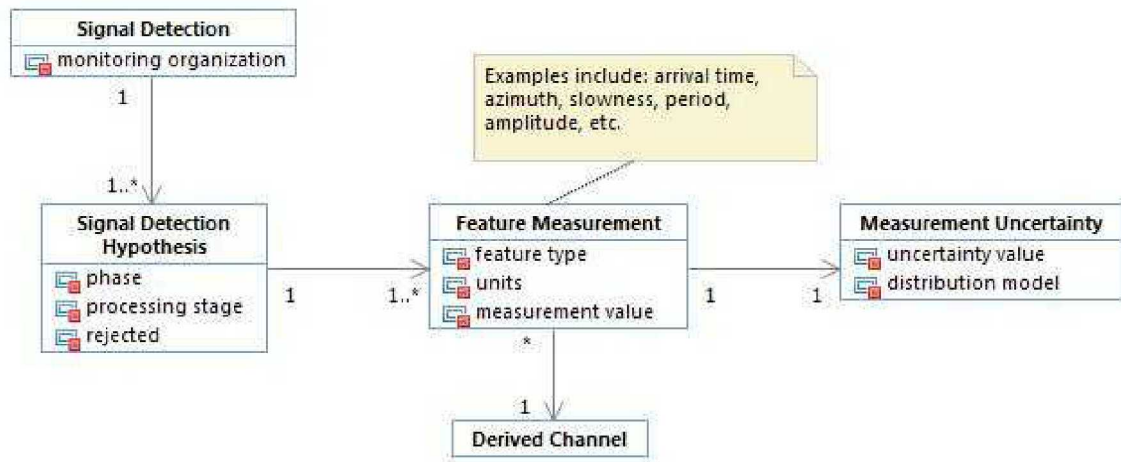 Signal Detection
monitoring organization
Examples include: arrival time,
azimuth, slowness, period,
amplitude, etc.
1
1..*
Signal Detection
Hypothesis
phase
processing stage
rejected
1
1..*
Feature Measurement
feature type
units
measurement value
1
1
Measurement Uncertainty
uncertainty value
distribution model
*
1
Derived Channel